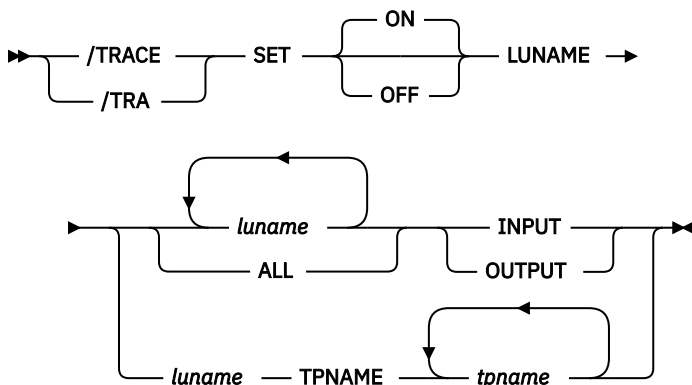 ON
/TRACE SET LUNAME
/TRA OFF
luname INPUT
ALL OUTPUT
luname TPNAME tpname